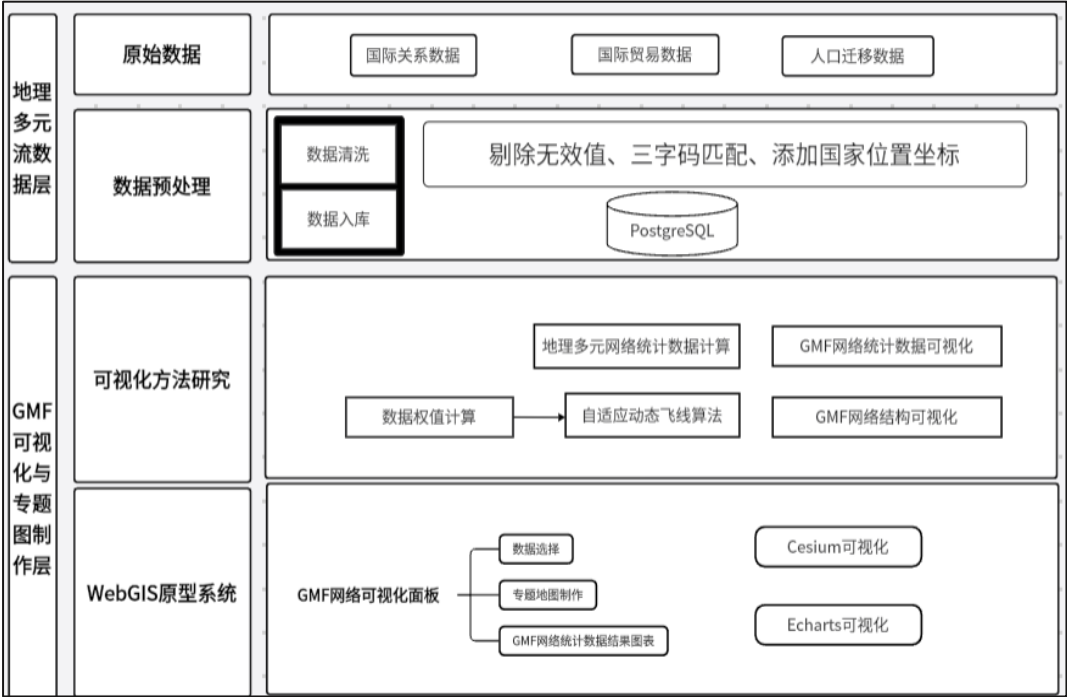 地理
多元
流数
据层
原始数据
国际关系数据
国际贸易数据
人口迁移数据
数据预处理
数据清洗
剔除无效值、三字码匹配、添加国家位置坐标
数据入库
PostgreSQL
GMF
可视
化与
专题
图制
作层
可视化方法研究
地理多元网络统计数据计算
GMF网络统计数据可视化
数据权值计算
自适应动态飞线算法
GMF网络结构可视化
WebGIS原型系统
GMF网络可视化面板
数据选择
专题地图制作
GMF网络统计数据结果图表
Cesium可视化
Echarts可视化